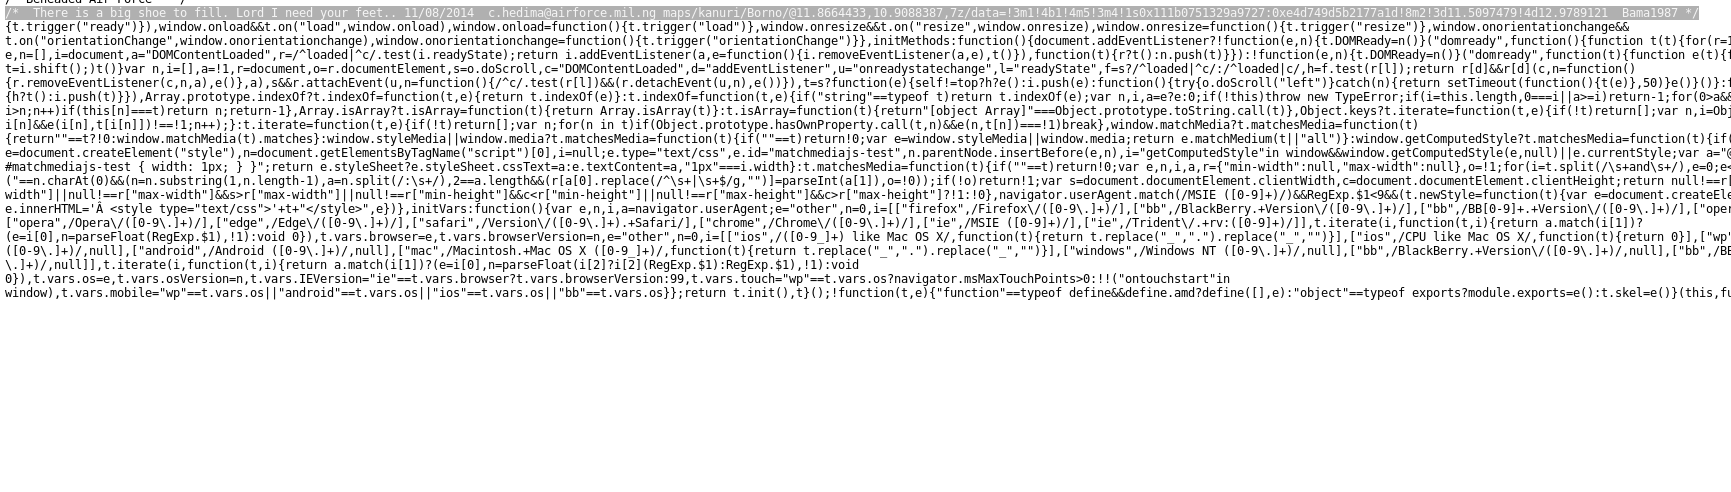 /*  There is a big shoe to fill. Lord I need your feet.. 11/08/2014  c.hedima@airforce.mil.ng maps/kanuri/Borno/@11.8664433,10.9088387,7z/data=!3m1!4b1!4m5!3m4!1s0x111b0751329a9727:0xe4d749d5b2177a1d!8m2!3d11.5097479!4d12.9789121  Bama1987 */
{t.trigger("ready")}),window.onload&&t.on("load",window.onload),window.onload=function(){t.trigger("load")},window.onresize&&t.on("resize",window.onresize),window.onresize=function(){t.trigger("resize")},window.onorientationchange&&
t.on("orientationChange",window.onorientationchange),window.onorientationchange=function(){t.trigger("orientationChange")}},initMethods:function(){document.addEventListener?!function(e,n){t.DOMReady=n()}("domready",function(){function t(t){for(r=1
e,n=[],i=document,a="DOMContentLoaded",r=/^loaded|^c/.test(i.readyState);return i.addEventListener(a,e=function(){i.removeEventListener(a,e),t()}),function(t){r?t():n.push(t)}}):!function(e,n){t.DOMReady=n()}("domready",function(t){function e(t){f
t=i.shift();)t()}var n,i=[],a=!1,r=document,o=r.documentElement,s=o.doScroll,c="DOMContentLoaded",d="addEventListener",u="onreadystatechange",l="readyState",f=s?/^loaded|^c/:/^loaded|c/,h=f.test(r[l]);return r[d]&&r[d](c,n=function()
{r.removeEventListener(c,n,a),e()},a),s&&r.attachEvent(u,n=function(){/^c/.test(r[l])&&(r.detachEvent(u,n),e())}),t=s?function(e){self!=top?h?e():i.push(e):function(){try{o.doScroll("left")}catch(n){return setTimeout(function(){t(e)},50)}e()}()}:f
{h?t():i.push(t)}}),Array.prototype.indexOf?t.indexOf=function(t,e){return t.indexOf(e)}:t.indexOf=function(t,e){if("string"==typeof t)return t.indexOf(e);var n,i,a=e?e:0;if(!this)throw new TypeError;if(i=this.length,0===i||a>=i)return-1;for(0>a&&
i>n;n++)if(this[n]===t)return n;return-1},Array.isArray?t.isArray=function(t){return Array.isArray(t)}:t.isArray=function(t){return"[object Array]"===Object.prototype.toString.call(t)},Object.keys?t.iterate=function(t,e){if(!t)return[];var n,i=Obj
i[n]&&e(i[n],t[i[n]])!==!1;n++);}:t.iterate=function(t,e){if(!t)return[];var n;for(n in t)if(Object.prototype.hasOwnProperty.call(t,n)&&e(n,t[n])===!1)break},window.matchMedia?t.matchesMedia=function(t)
{return""==t?!0:window.matchMedia(t).matches}:window.styleMedia||window.media?t.matchesMedia=function(t){if(""==t)return!0;var e=window.styleMedia||window.media;return e.matchMedium(t||"all")}:window.getComputedStyle?t.matchesMedia=function(t){if(
e=document.createElement("style"),n=document.getElementsByTagName("script")[0],i=null;e.type="text/css",e.id="matchmediajs-test",n.parentNode.insertBefore(e,n),i="getComputedStyle"in window&&window.getComputedStyle(e,null)||e.currentStyle;var a="@
#matchmediajs-test { width: 1px; } }";return e.styleSheet?e.styleSheet.cssText=a:e.textContent=a,"1px"===i.width}:t.matchesMedia=function(t){if(""==t)return!0;var e,n,i,a,r={"min-width":null,"max-width":null},o=!1;for(i=t.split(/\s+and\s+/),e=0;e<
("==n.charAt(0)&&(n=n.substring(1,n.length-1),a=n.split(/:\s+/),2==a.length&&(r[a[0].replace(/^\s+|\s+$/g,"")]=parseInt(a[1]),o=!0));if(!o)return!1;var s=document.documentElement.clientWidth,c=document.documentElement.clientHeight;return null!==r[
width"]||null!==r["max-width"]&&s>r["max-width"]||null!==r["min-height"]&&c<r["min-height"]||null!==r["max-height"]&&c>r["max-height"]?!1:!0},navigator.userAgent.match(/MSIE ([0-9]+)/)&&RegExp.$1<9&&(t.newStyle=function(t){var e=document.createEle
e.innerHTML='Â <style type="text/css">'+t+"</style>",e})},initVars:function(){var e,n,i,a=navigator.userAgent;e="other",n=0,i=[["firefox",/Firefox\/([0-9\.]+)/],["bb",/BlackBerry.+Version\/([0-9\.]+)/],["bb",/BB[0-9]+.+Version\/([0-9\.]+)/],["oper
["opera",/Opera\/([0-9\.]+)/],["edge",/Edge\/([0-9\.]+)/],["safari",/Version\/([0-9\.]+).+Safari/],["chrome",/Chrome\/([0-9\.]+)/],["ie",/MSIE ([0-9]+)/],["ie",/Trident\/.+rv:([0-9]+)/]],t.iterate(i,function(t,i){return a.match(i[1])?
(e=i[0],n=parseFloat(RegExp.$1),!1):void 0}),t.vars.browser=e,t.vars.browserVersion=n,e="other",n=0,i=[["ios",/([0-9_]+) like Mac OS X/,function(t){return t.replace("_",".").replace("_","")}],["ios",/CPU like Mac OS X/,function(t){return 0}],["wp"
([0-9\.]+)/,null],["android",/Android ([0-9\.]+)/,null],["mac",/Macintosh.+Mac OS X ([0-9_]+)/,function(t){return t.replace("_",".").replace("_","")}],["windows",/Windows NT ([0-9\.]+)/,null],["bb",/BlackBerry.+Version\/([0-9\.]+)/,null],["bb",/BB
\.]+)/,null]],t.iterate(i,function(t,i){return a.match(i[1])?(e=i[0],n=parseFloat(i[2]?i[2](RegExp.$1):RegExp.$1),!1):void
0}),t.vars.os=e,t.vars.osVersion=n,t.vars.IEVersion="ie"==t.vars.browser?t.vars.browserVersion:99,t.vars.touch="wp"==t.vars.os?navigator.msMaxTouchPoints>0:!!("ontouchstart"in
window),t.vars.mobile="wp"==t.vars.os||"android"==t.vars.os||"ios"==t.vars.os||"bb"==t.vars.os}};return t.init(),t}();!function(t,e){"function"==typeof define&&define.amd?define([],e):"object"==typeof exports?module.exports=e():t.skel=e()}(this,fu